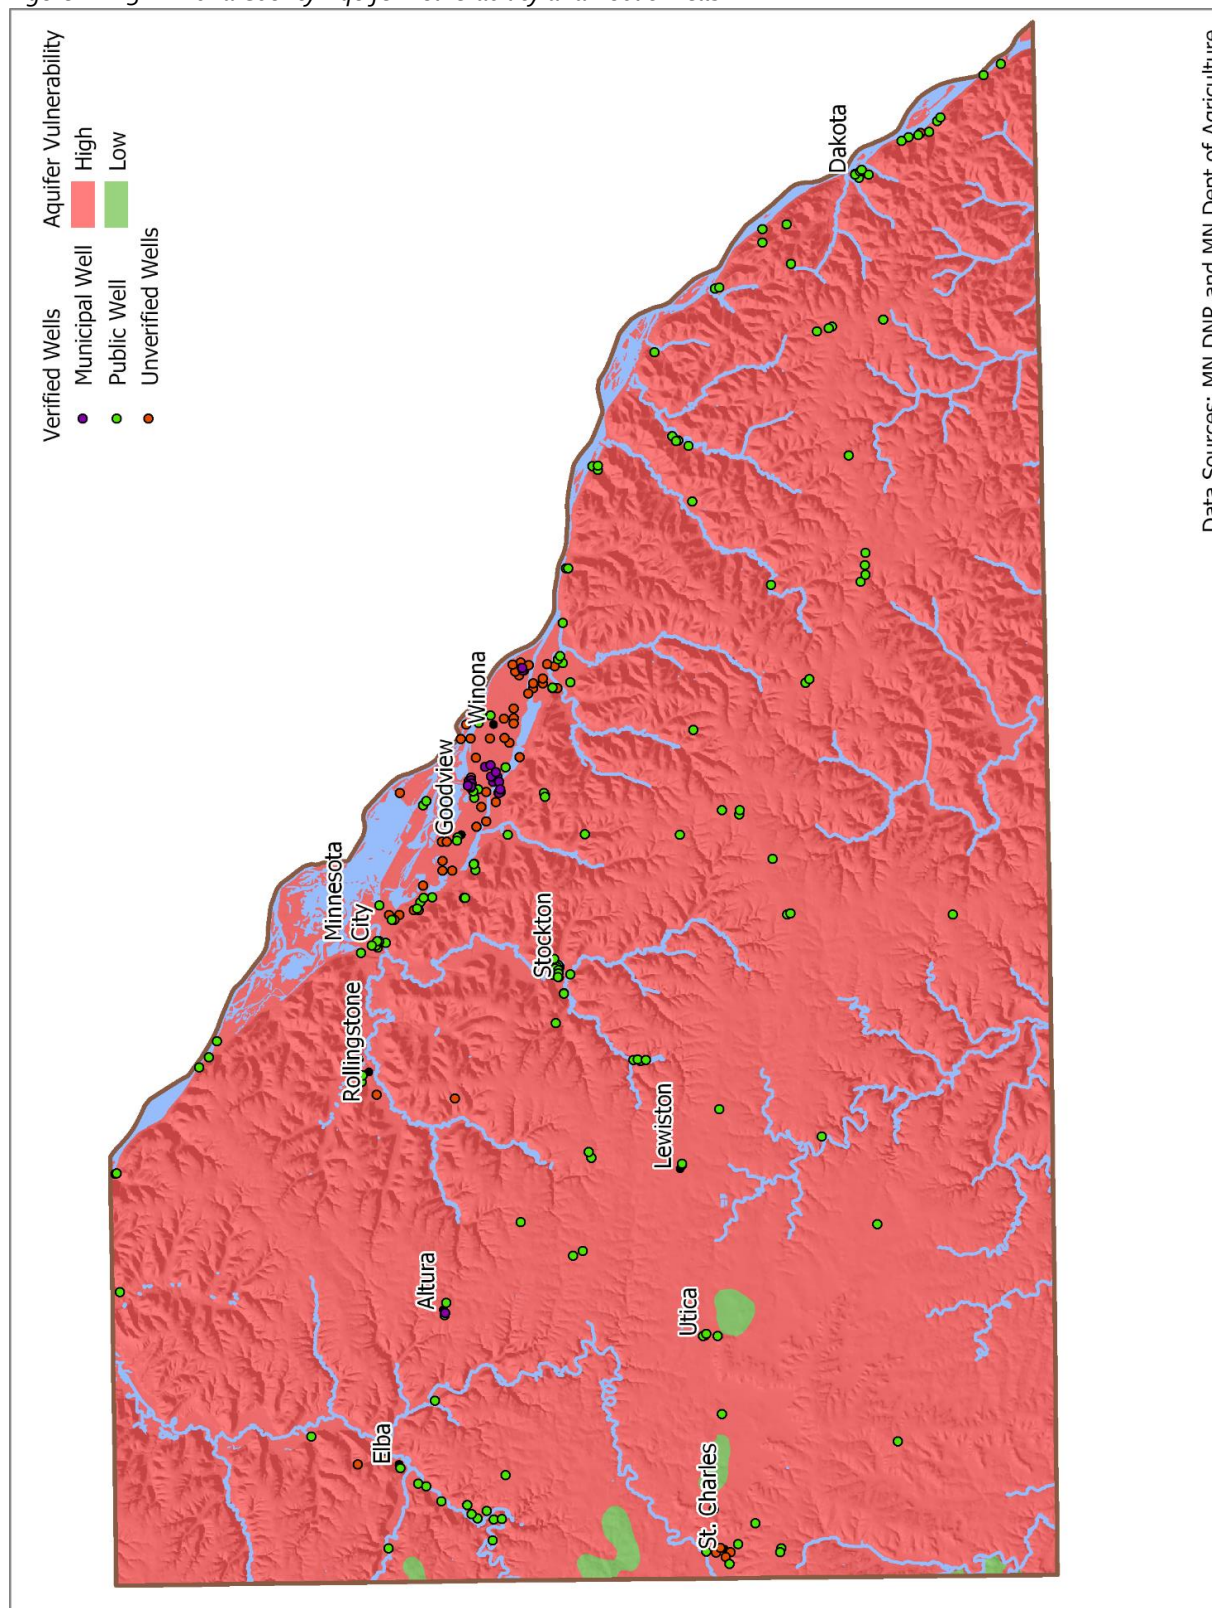 Verified Wells
Municipal Well
Public Well
Unverified Wells
Aquifer Vulnerability
High
Low
Dakota
Winona
Goodview
Minnesota
City
Stockton
Rollingstone
Lewiston
Altura
Utica
Elba
St. Charles
Data Sources: MN DNR and MN Dept of Agriculture